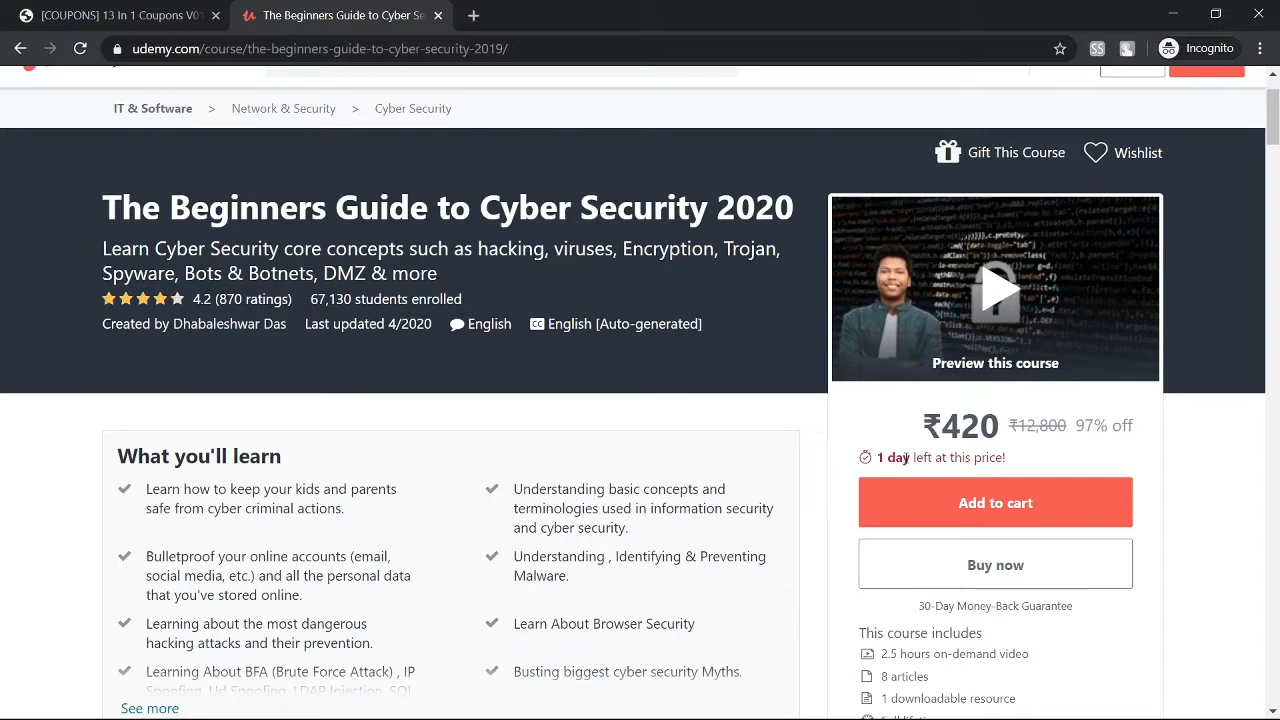 [COUPONS] 13 In 1 Coupons V0
The Beginners Guide to Cyber Se
udemy.com/course/the-beginners-guide-to-cyber-security-2019/
Incognito
IT & Software > Network & Security > Cyber Security
Gift This Course
Wishlist
The Beginners Guide to Cyber Security 2020
Learn Cyber Security core concepts such as hacking, viruses, Encryption, Trojan,
Spyware, Bots & Botnets, DMZ & more
4.2 (870 ratings) 67,130 students enrolled
Created by Dhabaleshwar Das Last updated 4/2020 English English [Auto-generated]
Preview this course
₹420 ₹12,800 97% off
1 day left at this price!
Add to cart
Buy now
30-Day Money-Back Guarantee
This course includes
2.5 hours on-demand video
8 articles
1 downloadable resource
What you'll learn
Learn how to keep your kids and parents
safe from cyber criminal actions.
Bulletproof your online accounts (email,
social media, etc.) and all the personal data
that you've stored online.
Learning about the most dangerous
hacking attacks and their prevention.
Learning About BFA (Brute Force Attack) , IP
Spoofing, Url Spoofing, LDAP Injection, SQL
Understanding basic concepts and
terminologies used in information security
and cyber security.
Understanding , Identifying & Preventing
Malware.
Learn About Browser Security
Busting biggest cyber security Myths.
See more